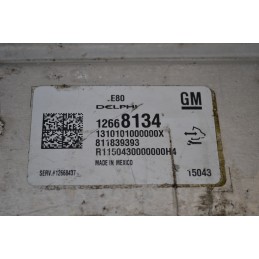 E80
DELPHI
GM
12668134
1310101000000X
811839393
R1150430000000H4
MADE IN MEXICO
SERV.#12668437
15043